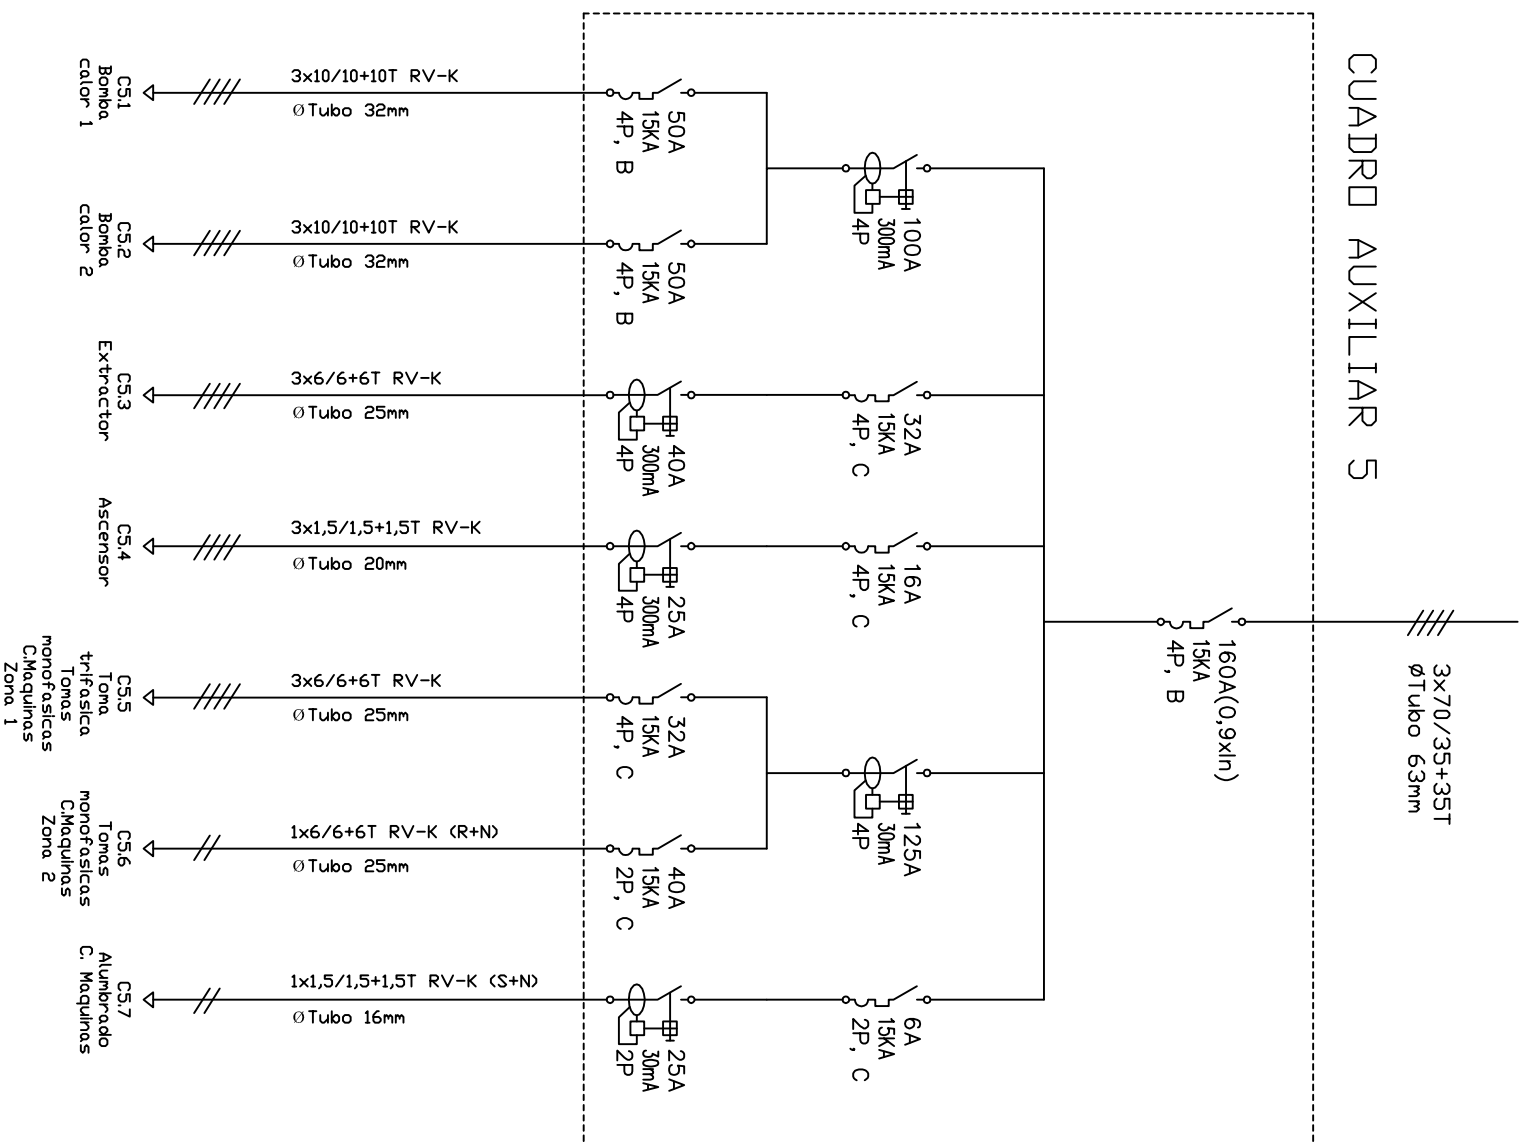 CUADRO AUXILIAR 5
3x70/35+35T
ØTubo 63mm
160A(0,9xIn)
15KA
4P, B
100A
300mA
4P
50A
15KA
4P, B
3x10/10+10T RV-K
ØTubo 32mm
C5.1
Bomba
calor 1
50A
15KA
4P, B
3x10/10+10T RV-K
ØTubo 32mm
C5.2
Bomba
calor 2
32A
15KA
4P, C
40A
300mA
4P
3x6/6+6T RV-K
ØTubo 25mm
C5.3
Extractor
16A
15KA
4P, C
25A
300mA
4P
3x1,5/1,5+1,5T RV-K
ØTubo 20mm
C5.4
Ascensor
125A
30mA
4P
32A
15KA
4P, C
3x6/6+6T RV-K
ØTubo 25mm
C5.5
Toma
trifasica
Tomas
monofasicas
C.Maquinas
Zona 1
40A
15KA
2P, C
1x6/6+6T RV-K (R+N)
ØTubo 25mm
C5.6
Tomas
monofasicas
C.Maquinas
Zona 2
6A
15KA
2P, C
25A
30mA
2P
1x1,5/1,5+1,5T RV-K (S+N)
ØTubo 16mm
C5.7
Alumbrado
C. Maquinas